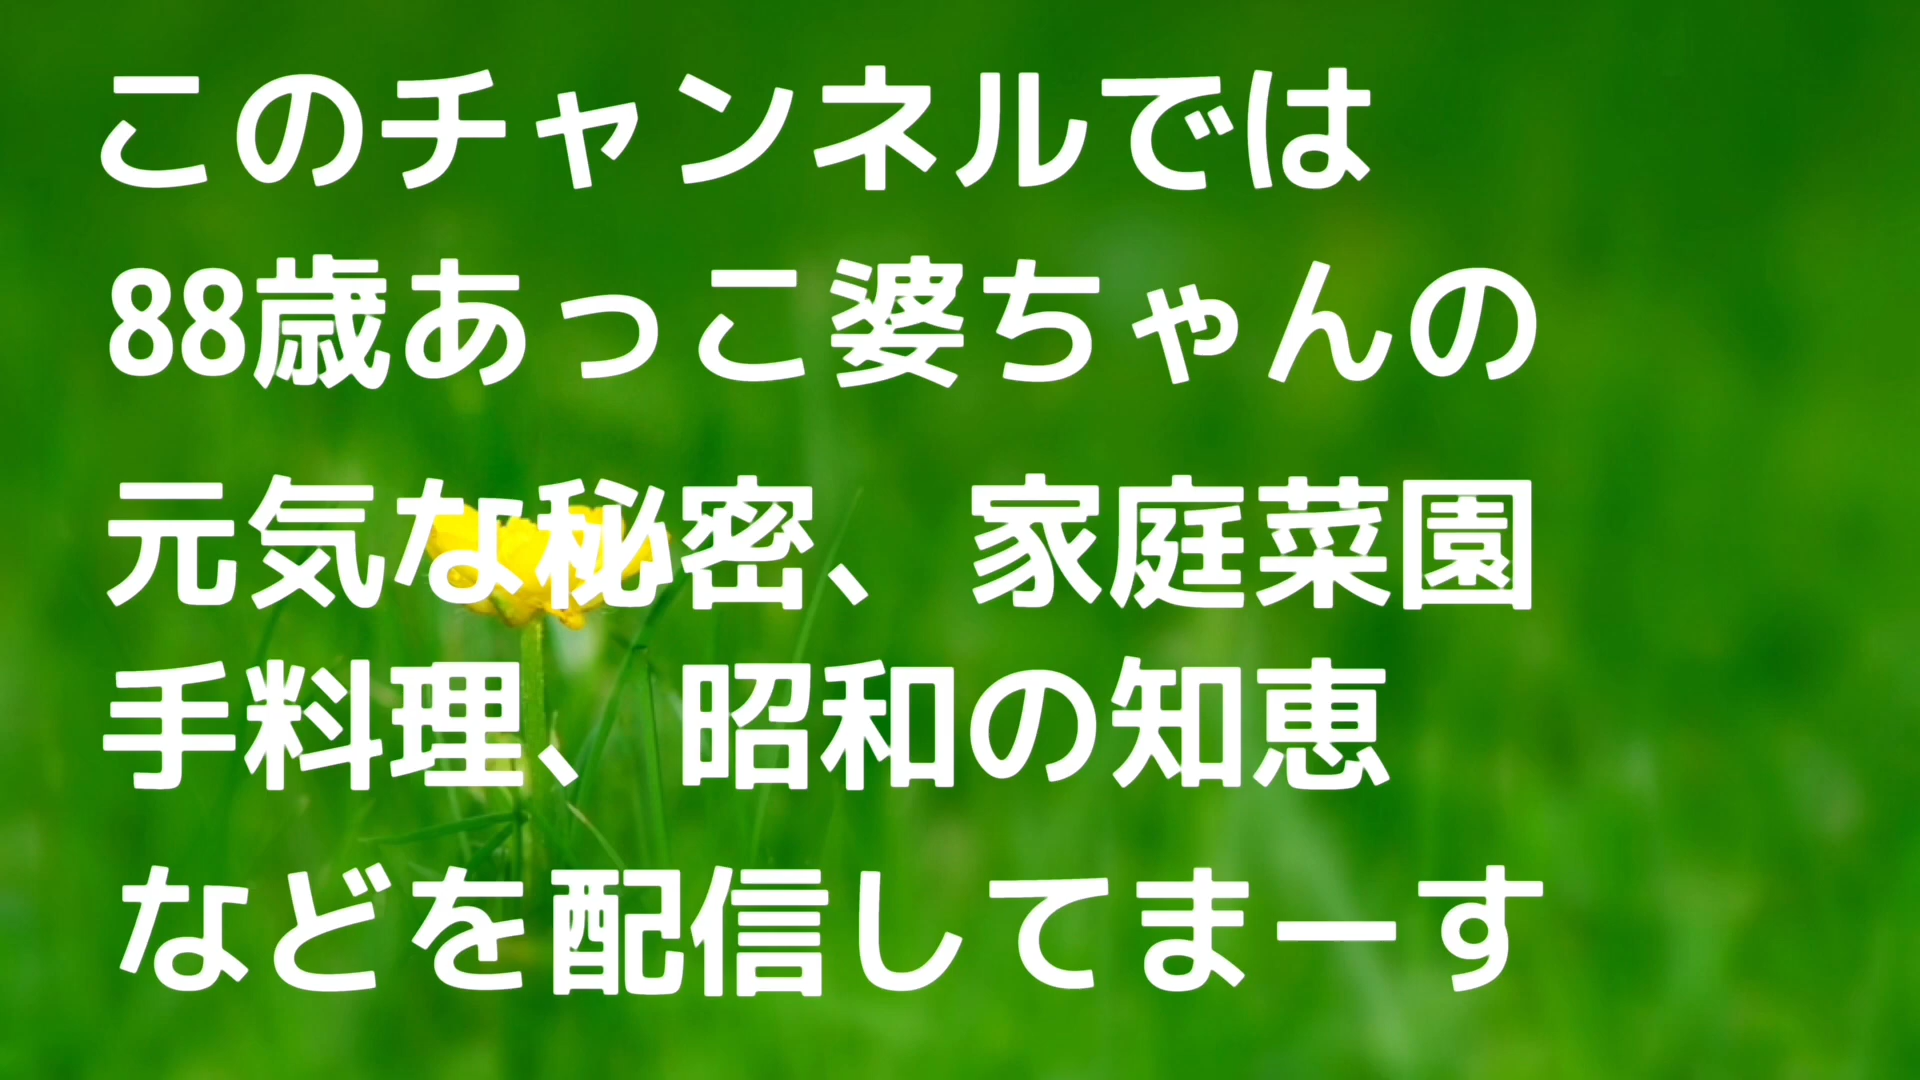 このチャンネルでは
88歳あっこ婆ちゃんの
元気な秘密、家庭菜園
手料理、昭和の知恵
などを配信してまーす